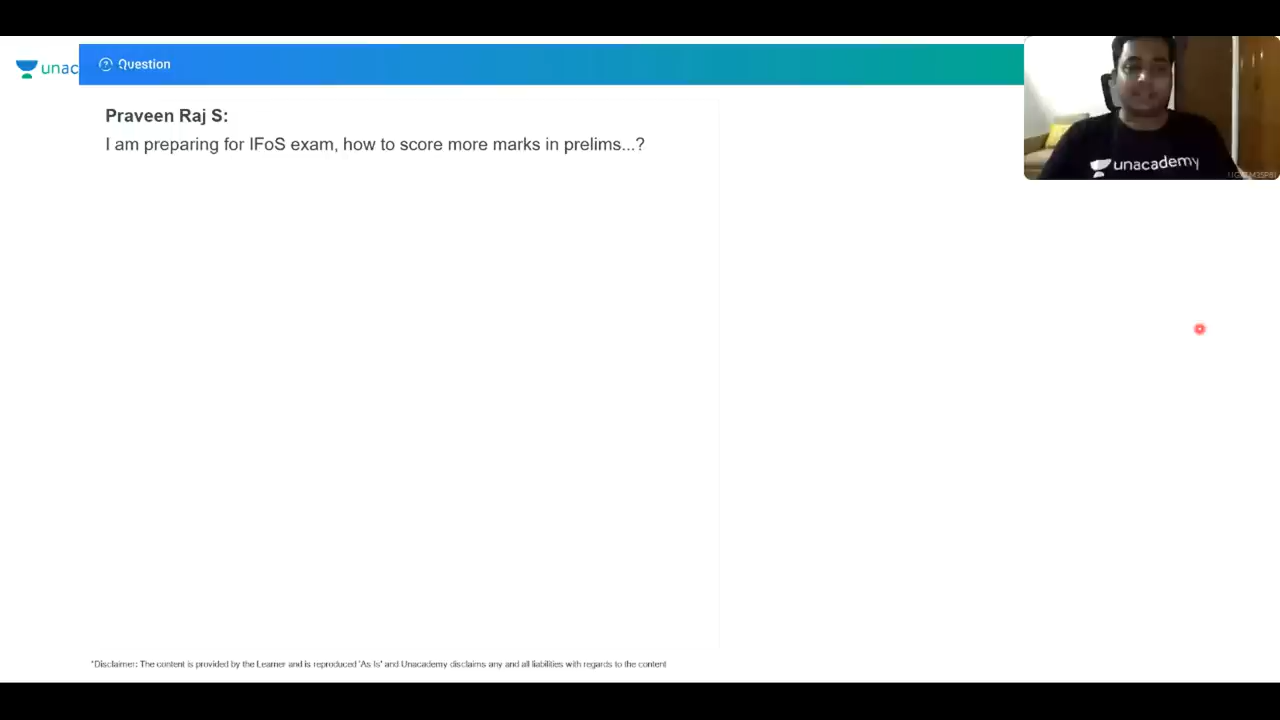 unac
Question
Praveen Raj S:
I am preparing for IFoS exam, how to score more marks in prelims...?
unacademy
*Disclaimer: The content is provided by the Learner and is reproduced 'As Is' and Unacademy disclaims any and all liabilities with regards to the content